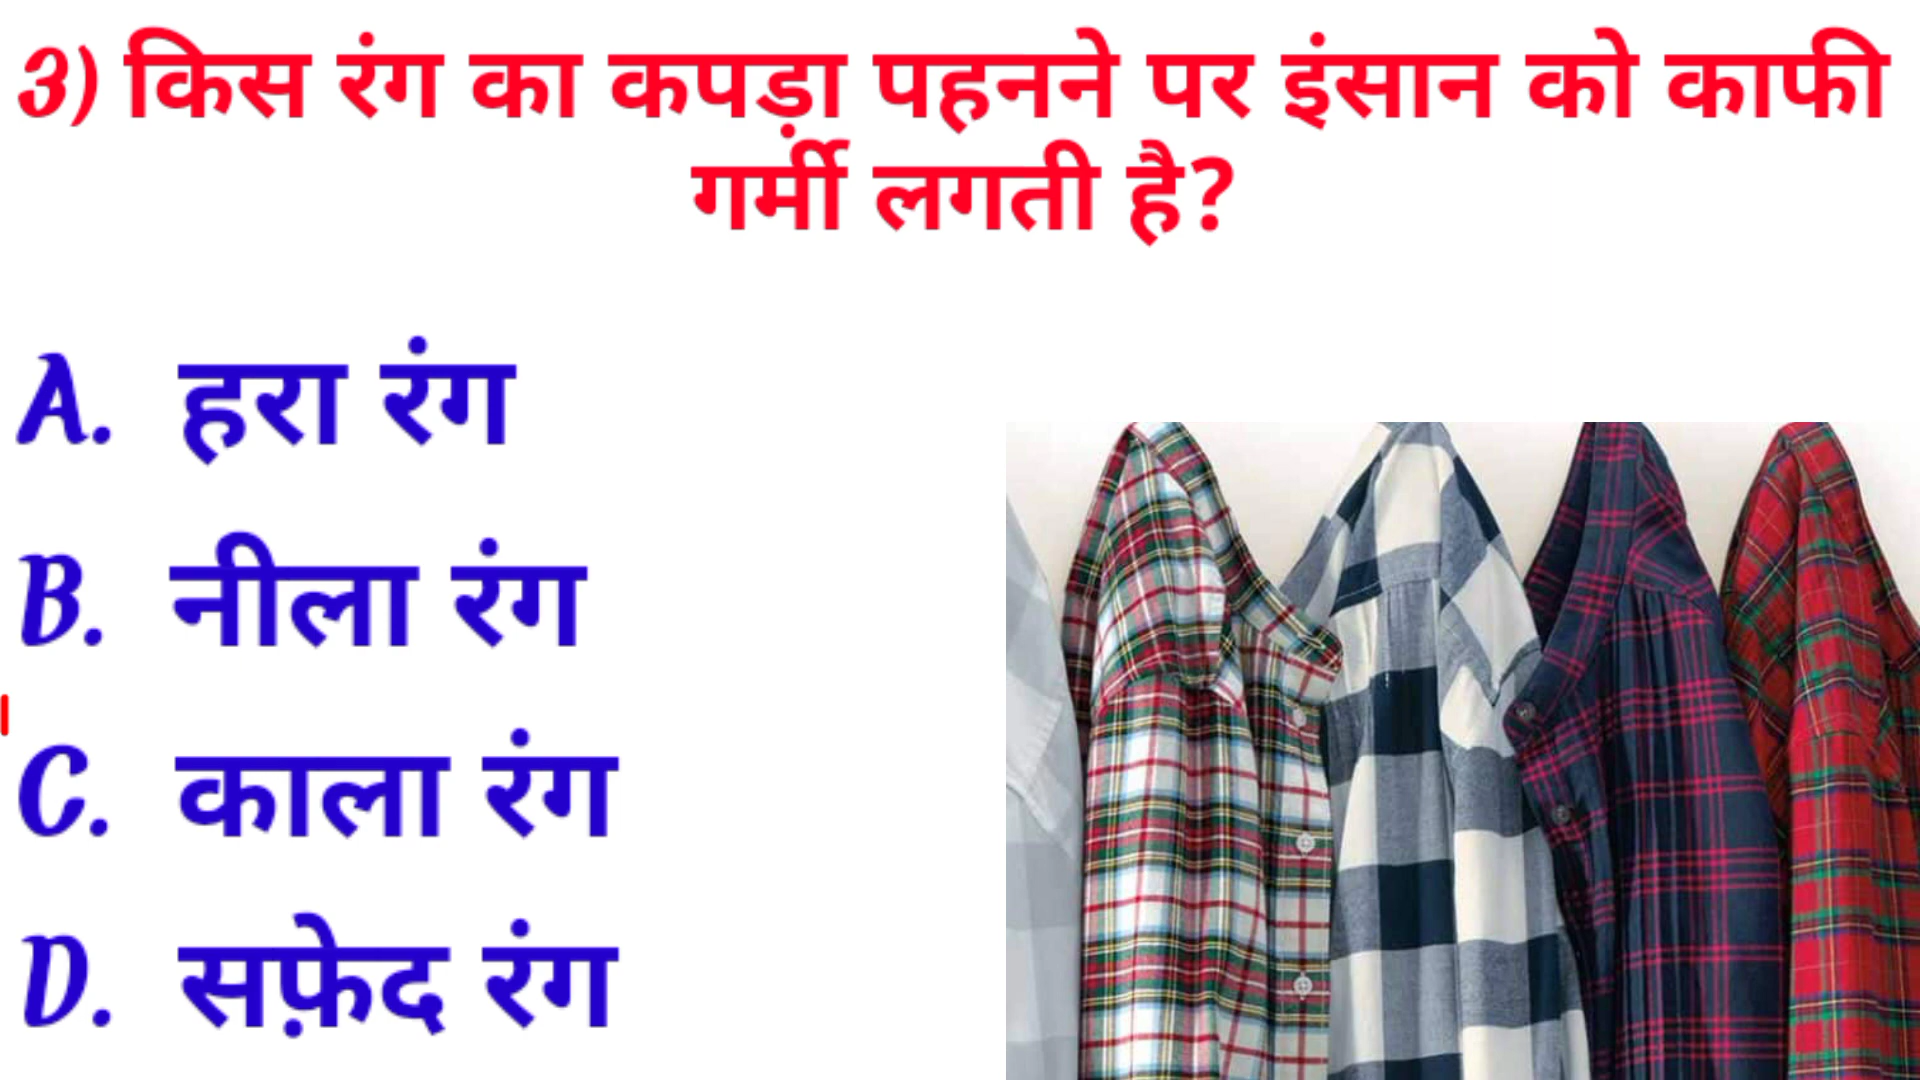 3) किस रंग का कपड़ा पहनने पर इंसान को काफी
गर्मी लगती है?
A. हरा रंग
B. नीला रंग
C. काला रंग
D. सफ़ेद रंग